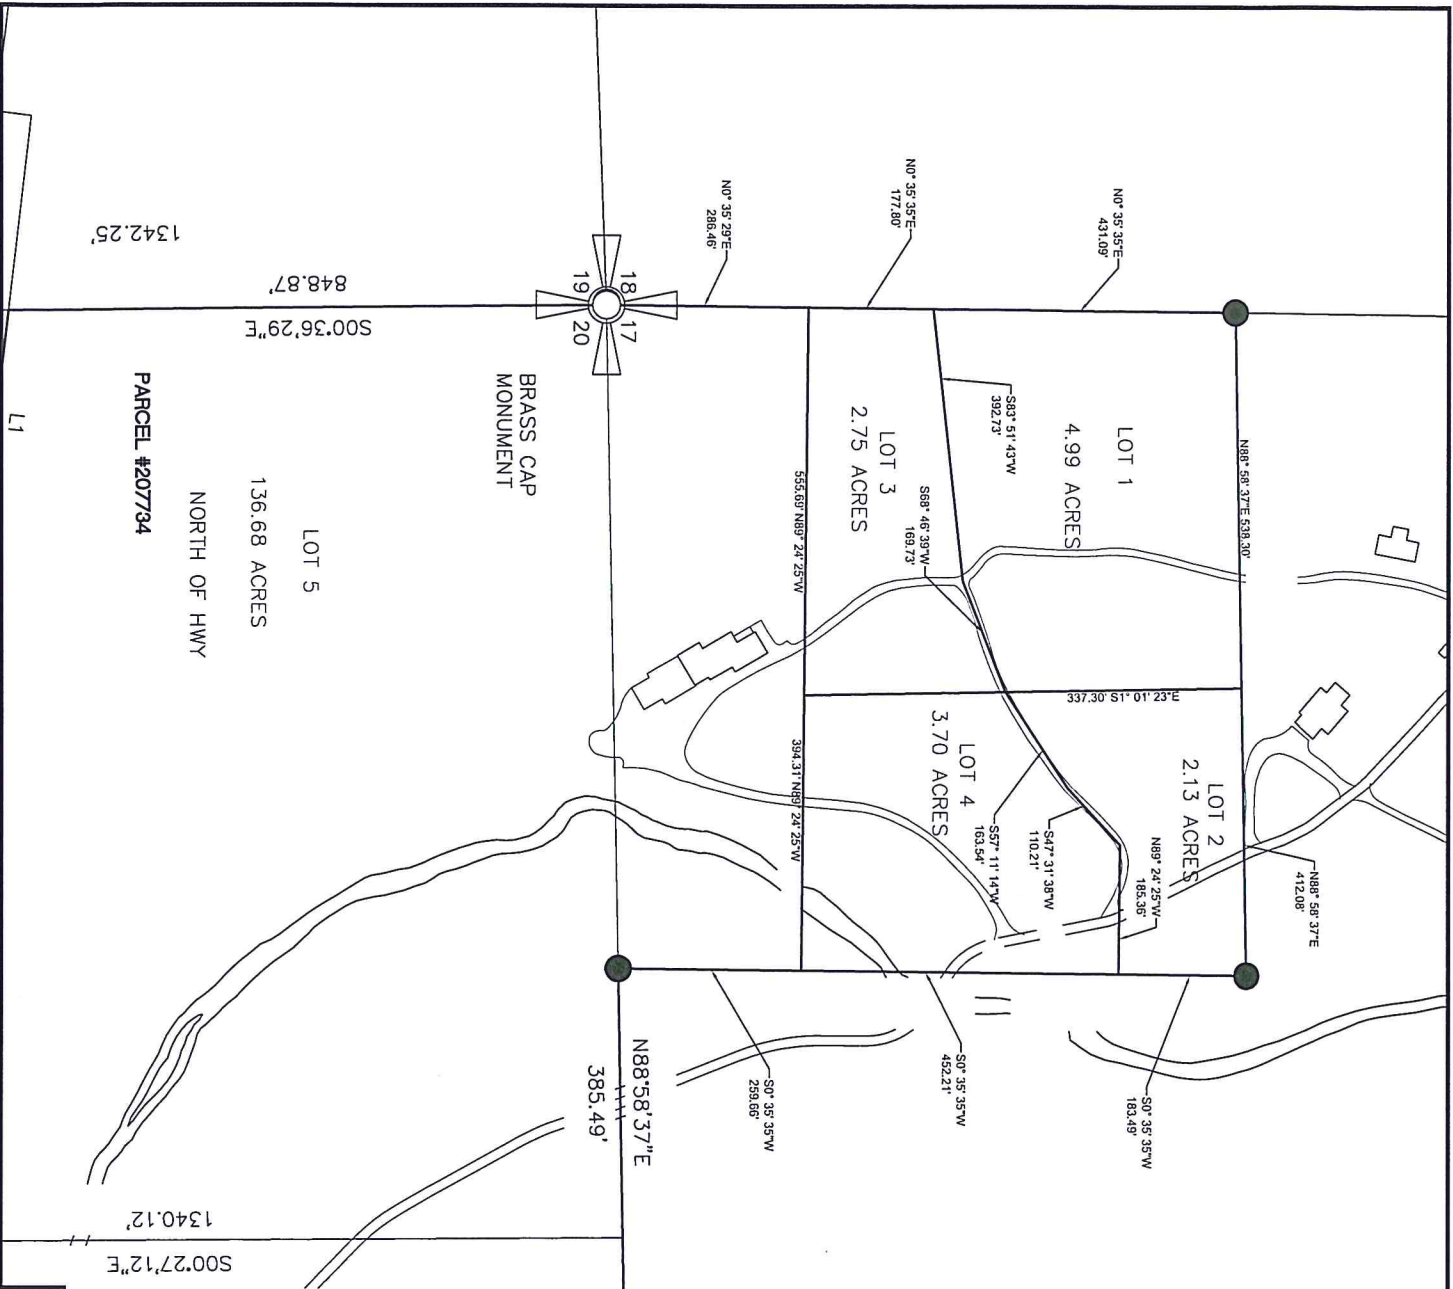 N88° 58' 37"E 538.30'
N88° 58' 37"E
412.08'
N0° 35' 35"E
431.09'
LOT 1
4.99 ACRES
LOT 2
2.13 ACRES
S0° 35' 35"W
183.49'
N89° 24' 25"W
185.36'
337.30' S1° 01' 23"E
S47° 31' 38"W
110.21'
S57° 11' 14"W
163.54'
S83° 51' 43"W
392.73'
S68° 46' 39"W
169.73'
N0° 35' 35"E
177.80'
LOT 3
2.75 ACRES
LOT 4
3.70 ACRES
S0° 35' 35"W
452.21'
555.69' N89° 24' 25"W
394.31' N89° 24' 25"W
N0° 35' 29"E
286.46'
S0° 35' 35"W
259.66'
18
17
19
20
BRASS CAP
MONUMENT
N88°58'37"E
385.49'
848.87'
S00°36'29"E
1342.25'
LOT 5
136.68 ACRES
NORTH OF HWY
PARCEL #207734
L1
1340.12'
S00°27'12"E